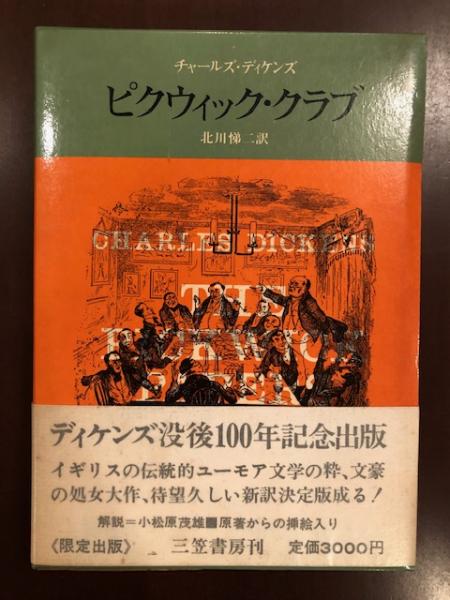 チャールズ・ディケンズ
ピクウィック・クラブ
北川悌二訳
CHARLES DICKENS
THE
PICKWICK
PAPERS
ディケンズ没後100年記念出版
イギリスの伝統的ユーモア文学の粋、文豪
の処女大作、待望久しい新訳決定版成る！
解説＝小松原茂雄■原著からの挿絵入り
《限定出版》 三笠書房刊 定価3000円